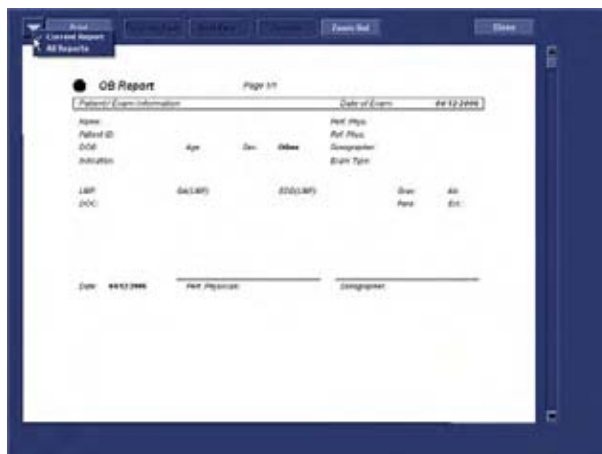 Print Zoom Out Close
Current Report
All Reports
OB Report Page 1/1
Patient/ Exam Information Date of Exam: 04/12/2006
Name: Perf. Phys.:
Patient ID: Ref. Phys.:
DOB: Age: Sex: Other Sonographer:
Indication: Exam Type:
LMP: GA(LMP): EDD(LMP): Grav: Ab:
DOC: Para: Ect:
Date: 04/12/2006 Perf. Physician: Sonographer: